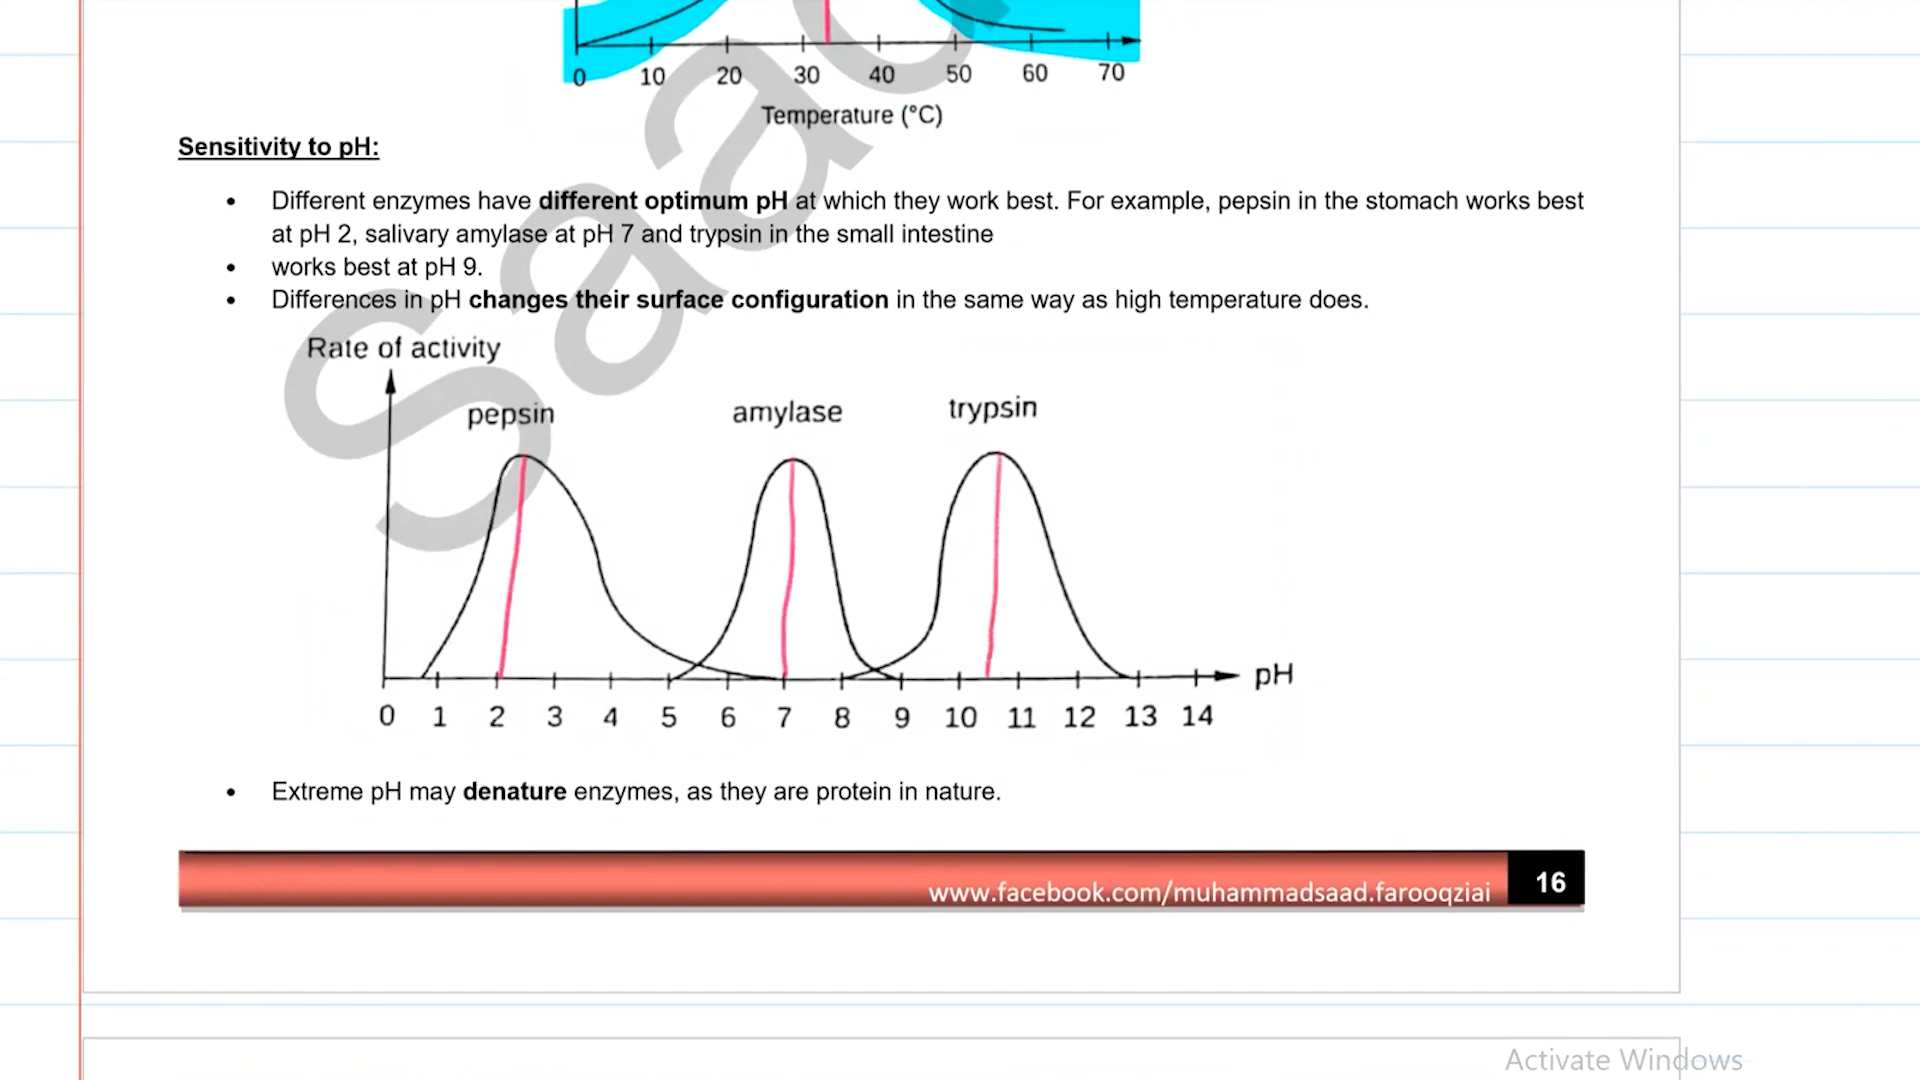 0 10 20 30 40 50 60 70
Temperature (°C)
Sensitivity to pH:
• Different enzymes have different optimum pH at which they work best. For example, pepsin in the stomach works best
at pH 2, salivary amylase at pH 7 and trypsin in the small intestine
• works best at pH 9.
• Differences in pH changes their surface configuration in the same way as high temperature does.
Rate of activity
pepsin amylase trypsin
pH
0 1 2 3 4 5 6 7 8 9 10 11 12 13 14
• Extreme pH may denature enzymes, as they are protein in nature.
www.facebook.com/muhammadsaad.farooqziai 16
Activate Windows
Saad